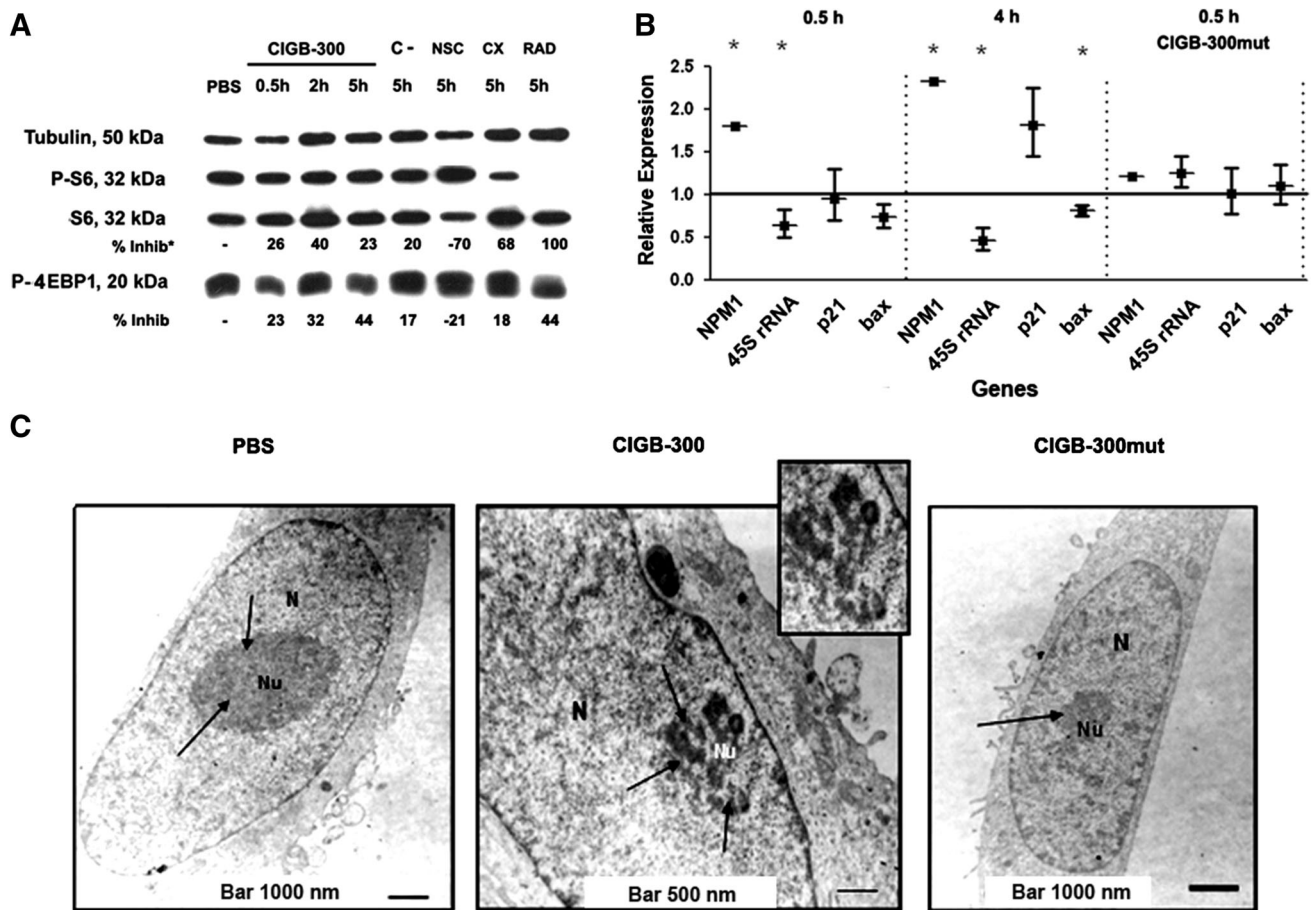 A
CIGB-300 C - NSC CX RAD
PBS 0.5h 2h 5h 5h 5h 5h 5h
Tubulin, 50 kDa
P-S6, 32 kDa
S6, 32 kDa
% Inhib* - 26 40 23 20 -70 68 100
P-4EBP1, 20 kDa
% Inhib - 23 32 44 17 -21 18 44
B
0.5 h 4 h 0.5 h
CIGB-300mut
* * * * *
Relative Expression
2.5
2.0
1.5
1.0
0.5
0.0
NPM1 45S rRNA p21 bax NPM1 45S rRNA p21 bax NPM1 45S rRNA p21 bax
Genes
C
PBS
N
Nu
Bar 1000 nm
CIGB-300
N
Nu
Bar 500 nm
CIGB-300mut
N
Nu
Bar 1000 nm